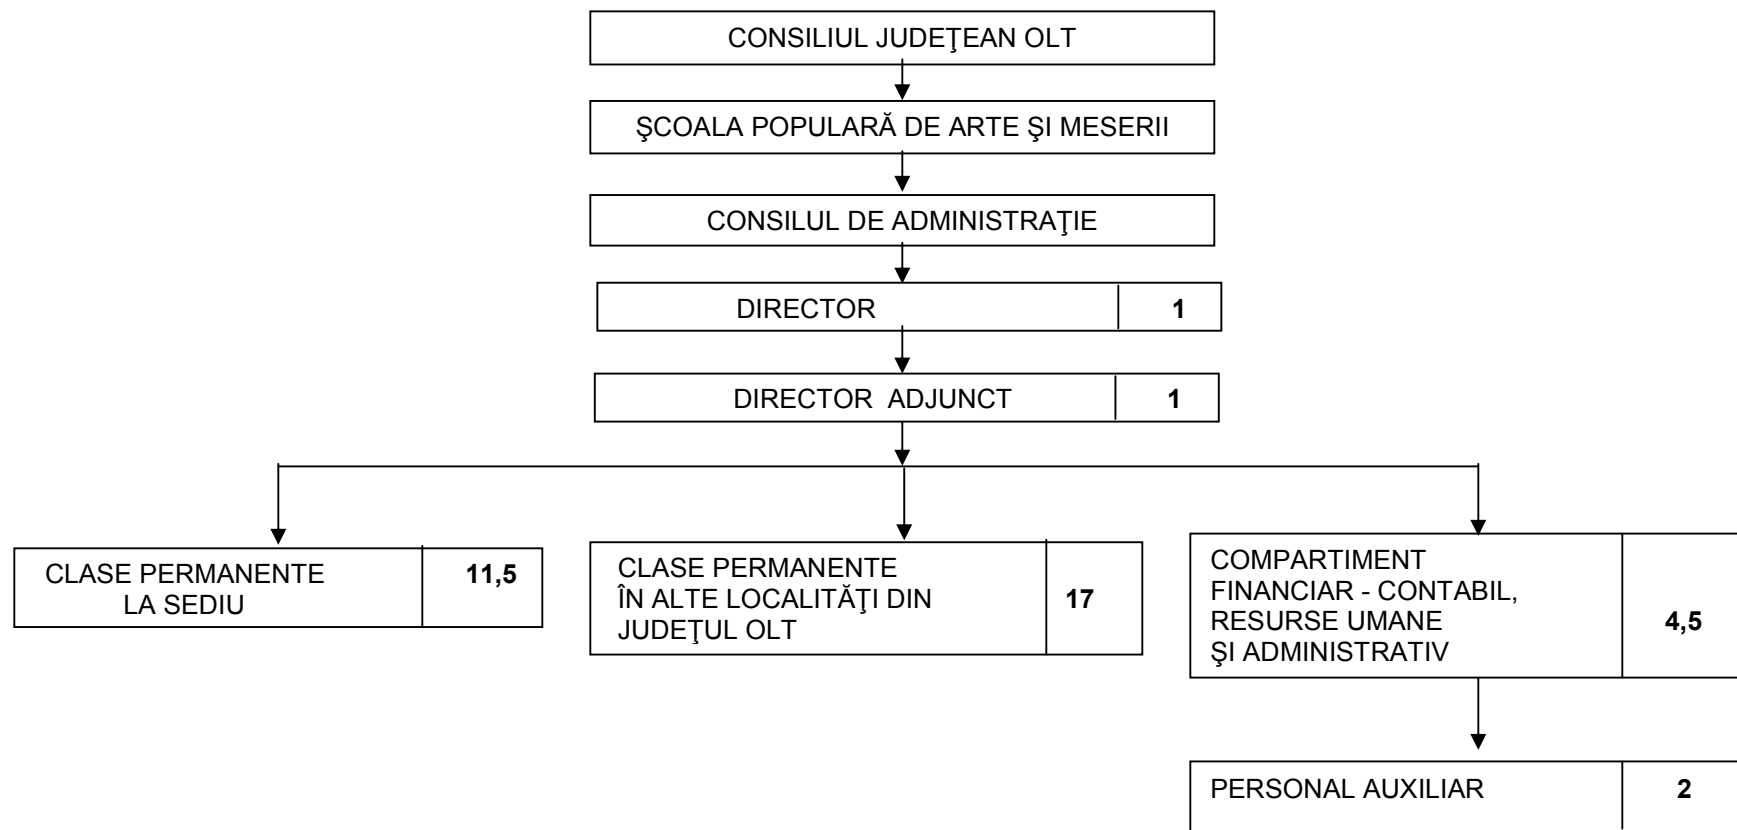 CONSILIUL JUDEŢEAN OLT
ŞCOALA POPULARĂ DE ARTE ŞI MESERII
CONSILUL DE ADMINISTRAŢIE
DIRECTOR 1
DIRECTOR ADJUNCT 1
CLASE PERMANENTE
LA SEDIU
11,5
CLASE PERMANENTE
ÎN ALTE LOCALITĂŢI DIN
JUDEŢUL OLT
17
COMPARTIMENT
FINANCIAR - CONTABIL,
RESURSE UMANE
ŞI ADMINISTRATIV
4,5
PERSONAL AUXILIAR 2